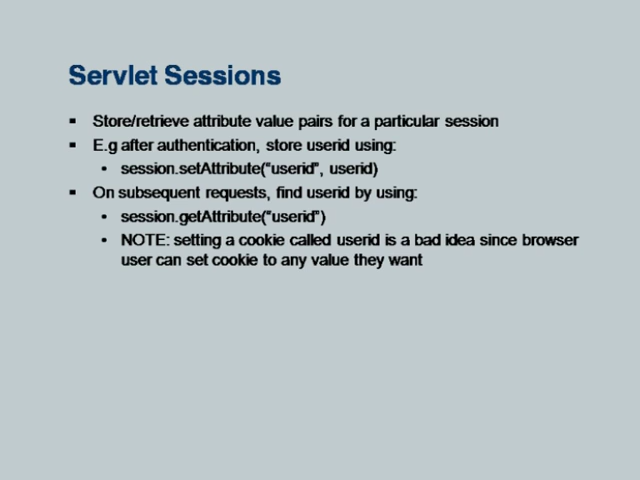 Servlet Sessions
Store/retrieve attribute value pairs for a particular session
E.g after authentication, store userid using:
session.setAttribute(“userid”, userid)
On subsequent requests, find userid by using:
session.getAttribute(“userid”)
NOTE: setting a cookie called userid is a bad idea since browser
user can set cookie to any value they want